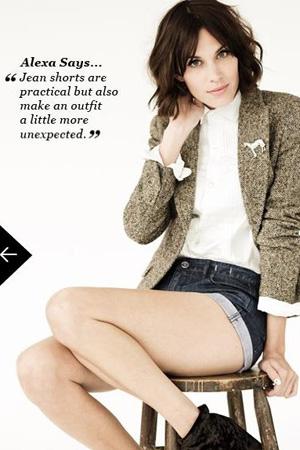 Alexa Says...
“ Jean shorts are
practical but also
make an outfit
a little more
unexpected. ”